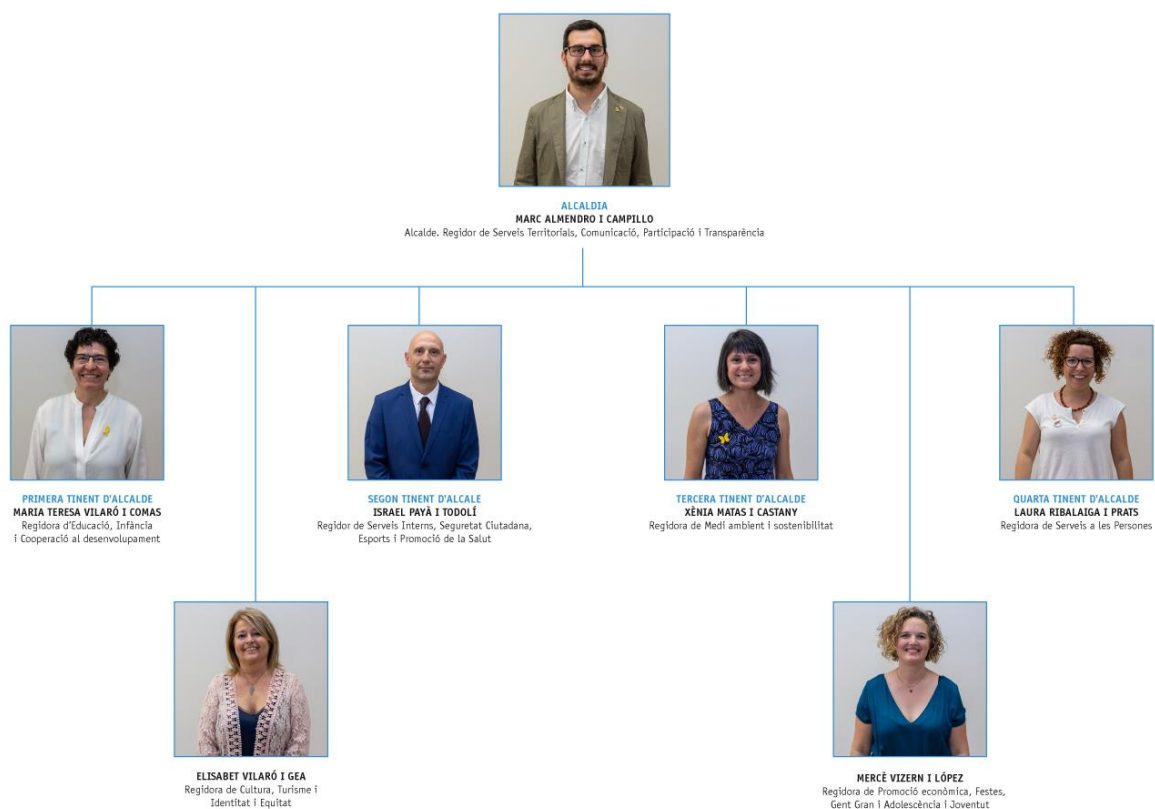 ALCALDIA
MARC ALMENDRO I CAMPILLO
Alcalde. Regidor de Serveis Territorials, Comunicació, Participació i Transparència
PRIMERA TINENT D'ALCALDE
MARIA TERESA VILARÓ I COMAS
Regidora d'Educació, Infància
i Cooperació al desenvolupament
SEGON TINENT D'ALCALE
ISRAEL PAYÀ I TODOLÍ
Regidor de Serveis Interns, Seguretat Ciutadana,
Esports i Promoció de la Salut
TERCERA TINENT D'ALCALDE
XÈNIA MATAS I CASTANY
Regidora de Medi ambient i sostenibilitat
QUARTA TINENT D'ALCALDE
LAURA RIBALAIGA I PRATS
Regidora de Serveis a les Persones
ELISABET VILARÓ I GEA
Regidora de Cultura, Turisme i
Identitat i Equitat
MERCÈ VIZERN I LÓPEZ
Regidora de Promoció econòmica, Festes,
Gent Gran i Adolescència i Joventut